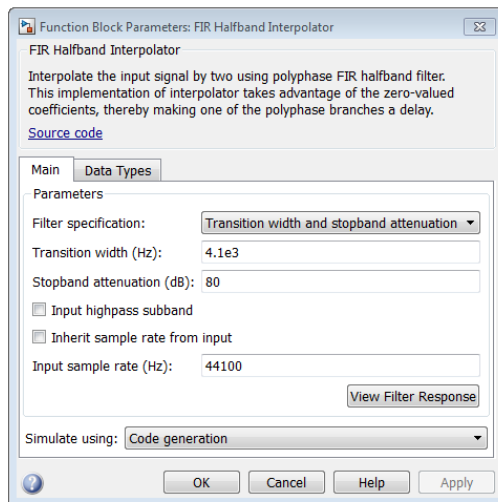 Function Block Parameters: FIR Halfband Interpolator
FIR Halfband Interpolator
Interpolate the input signal by two using polyphase FIR halfband filter.
This implementation of interpolator takes advantage of the zero-valued
coefficients, thereby making one of the polyphase branches a delay.
Source code
Main Data Types
Parameters
Filter specification: Transition width and stopband attenuation
Transition width (Hz): 4.1e3
Stopband attenuation (dB): 80
Input highpass subband
Inherit sample rate from input
Input sample rate (Hz): 44100
View Filter Response
Simulate using: Code generation
OK Cancel Help Apply